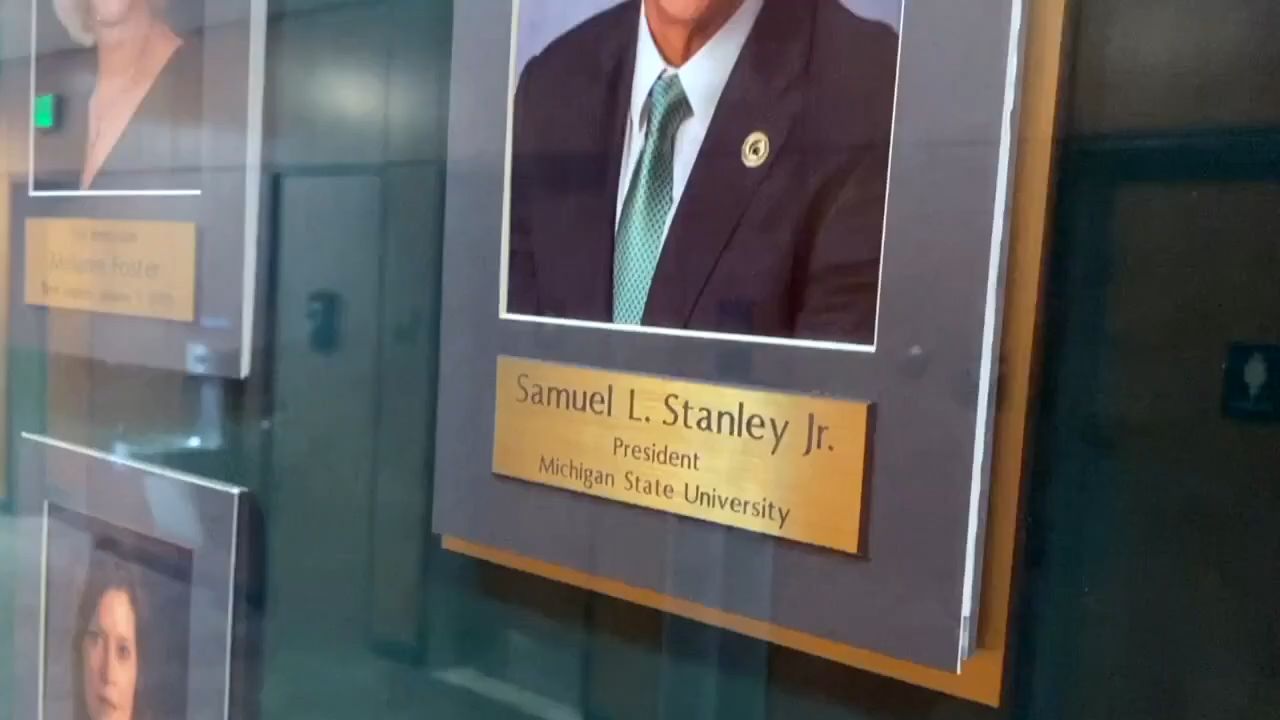 Foster
Samuel L. Stanley Jr.
President
Michigan State University